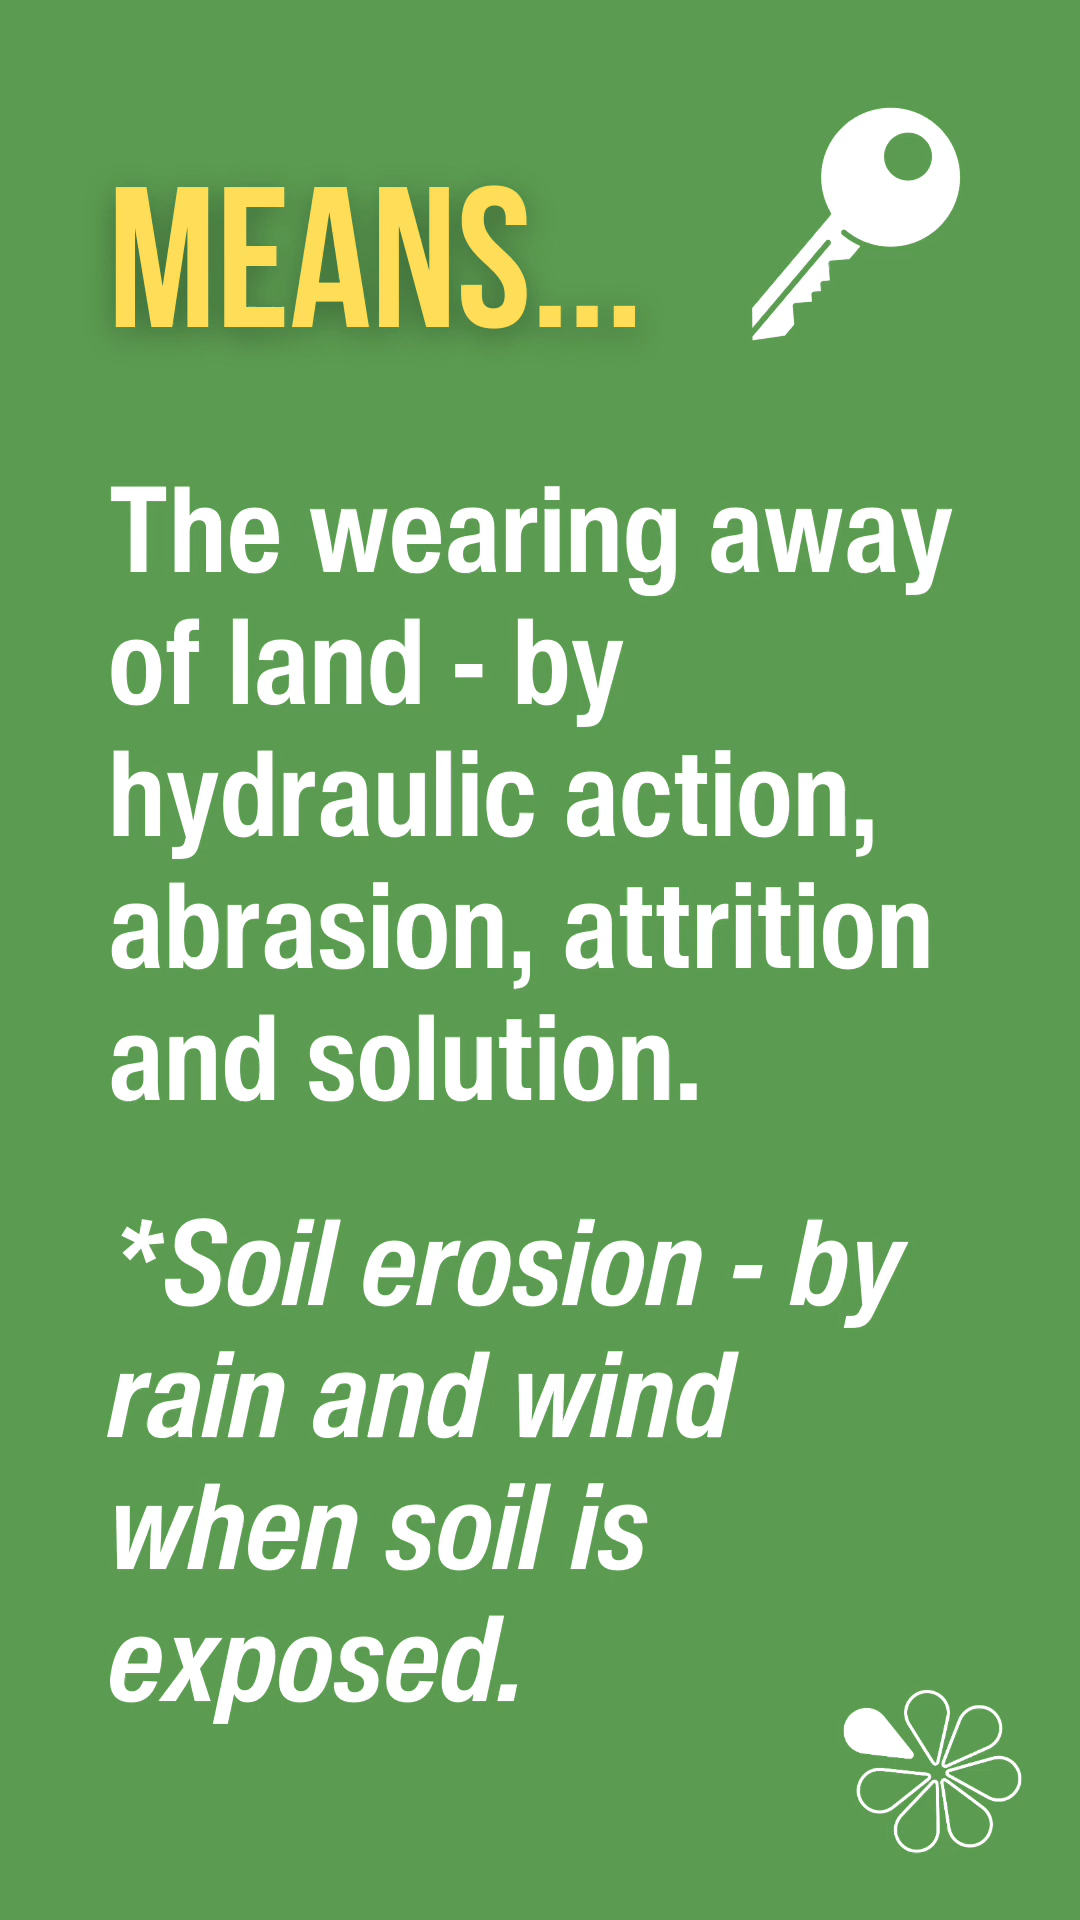 MEANS...
The wearing away
of land - by
hydraulic action,
abrasion, attrition
and solution.
*Soil erosion - by
rain and wind
when soil is
exposed.